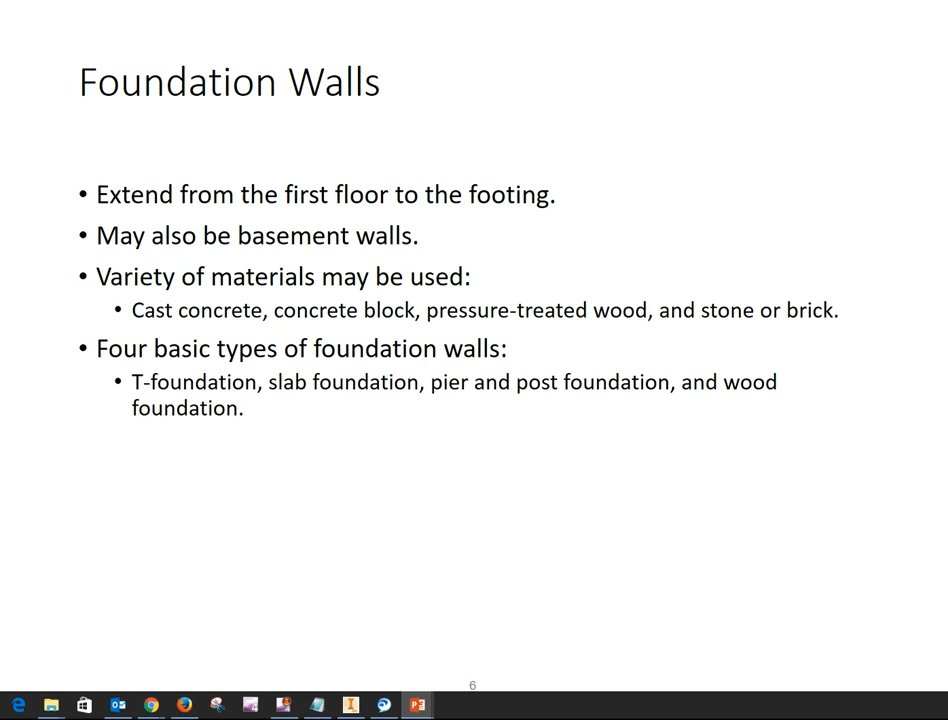 Foundation Walls
• Extend from the first floor to the footing.
• May also be basement walls.
• Variety of materials may be used:
• Cast concrete, concrete block, pressure-treated wood, and stone or brick.
• Four basic types of foundation walls:
• T-foundation, slab foundation, pier and post foundation, and wood
foundation.
6